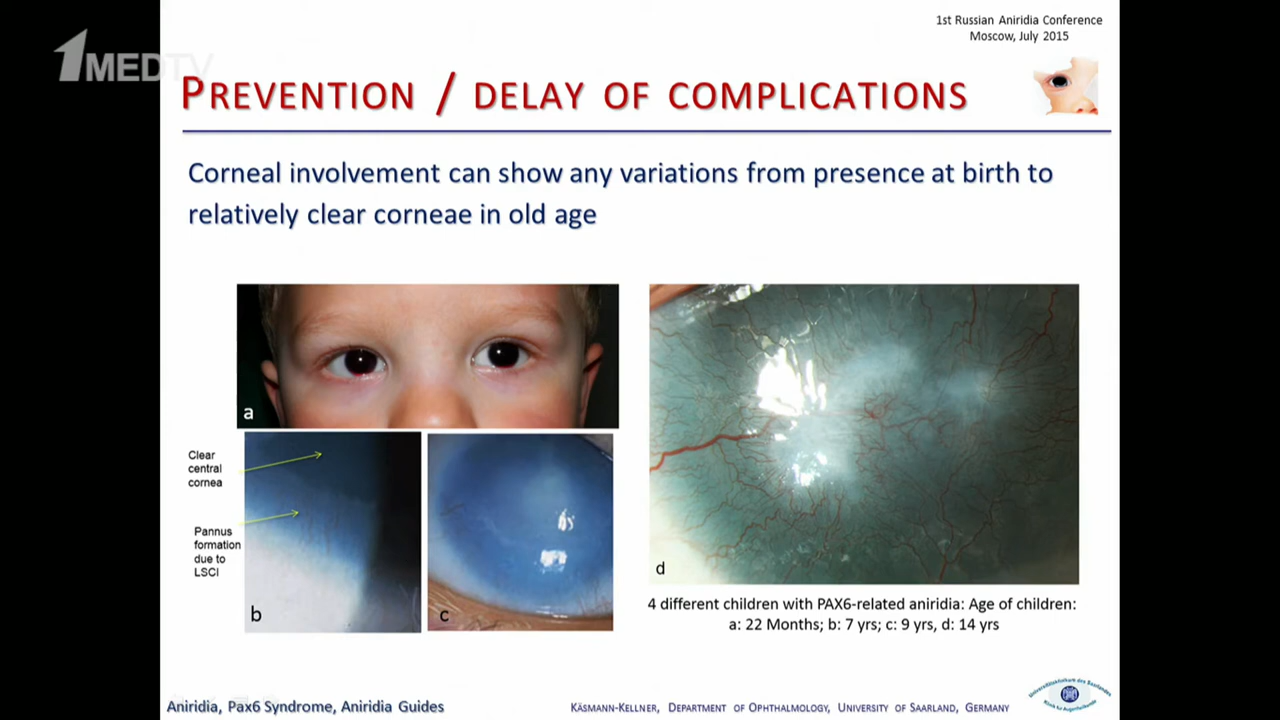 1st Russian Aniridia Conference
Moscow, July 2015
1MEDTV
PREVENTION / DELAY OF COMPLICATIONS
Corneal involvement can show any variations from presence at birth to
relatively clear corneae in old age
a
Clear
central
cornea
Pannus
formation
due to
LSCI
b
c
d
4 different children with PAX6-related aniridia: Age of children:
a: 22 Months; b: 7 yrs; c: 9 yrs, d: 14 yrs
Aniridia, Pax6 Syndrome, Aniridia Guides
KÄSMANN-KELLNER, DEPARTMENT OF OPHTHALMOLOGY, UNIVERSITY OF SAARLAND, GERMANY
Universitätsklinikum des Saarlandes